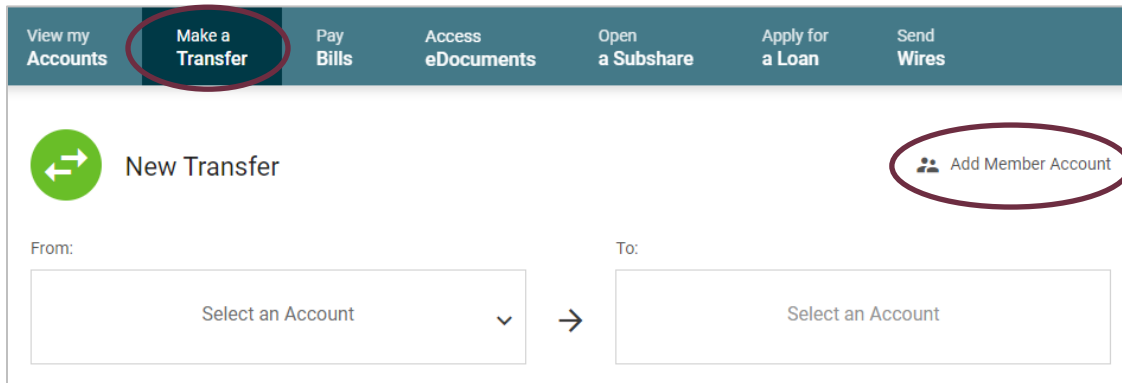 View my
Accounts
Make a
Transfer
Pay
Bills
Access
eDocuments
Open
a Subshare
Apply for
a Loan
Send
Wires
New Transfer
Add Member Account
From:
To:
Select an Account
Select an Account